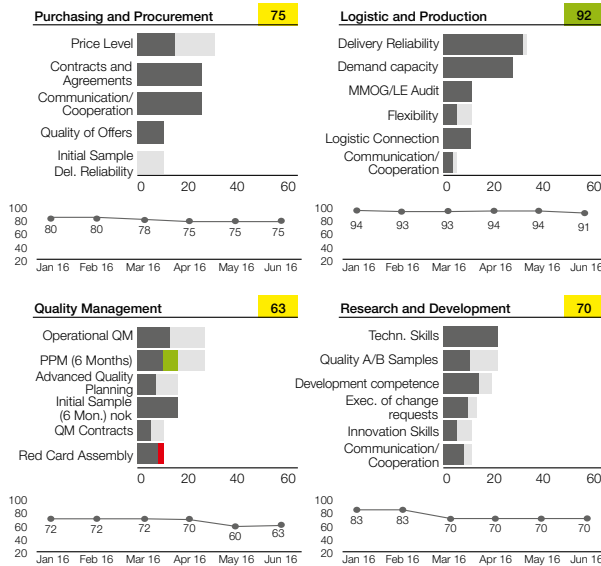 Purchasing and Procurement 75
Price Level
Contracts and
Agreements
Communication/
Cooperation
Quality of Offers
Initial Sample
Del. Reliability
0 20 40 60
100
80
60
40
20
80 80 78 75 75 75
Jan 16 Feb 16 Mar 16 Apr 16 May 16 Jun 16
Logistic and Production 92
Delivery Reliability
Demand capacity
MMOG/LE Audit
Flexibility
Logistic Connection
Communication/
Cooperation
0 20 40 60
100
80
60
40
20
94 93 93 94 94 91
Jan 16 Feb 16 Mar 16 Apr 16 May 16 Jun 16
Quality Management 63
Operational QM
PPM (6 Months)
Advanced Quality
Planning
Initial Sample
(6 Mon.) nok
QM Contracts
Red Card Assembly
0 20 40 60
100
80
60
40
20
72 72 72 70 60 63
Jan 16 Feb 16 Mar 16 Apr 16 May 16 Jun 16
Research and Development 70
Techn. Skills
Quality A/B Samples
Development competence
Exec. of change
requests
Innovation Skills
Communication/
Cooperation
0 20 40 60
100
80
60
40
20
83 83 70 70 70 70
Jan 16 Feb 16 Mar 16 Apr 16 May 16 Jun 16